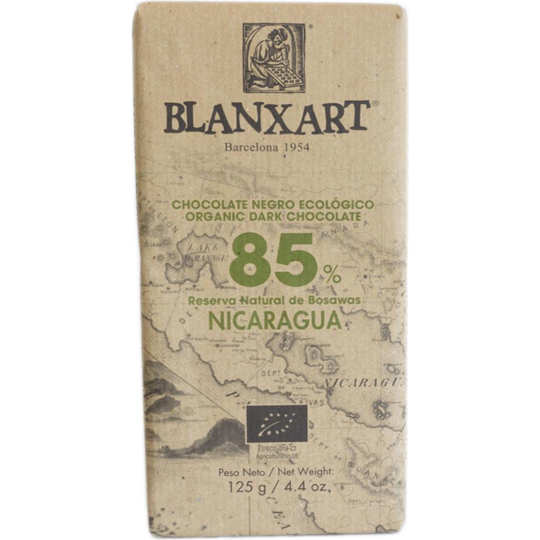 BLANXART®
Barcelona 1954
CHOCOLATE NEGRO ECOLÓGICO
ORGANIC DARK CHOCOLATE
85%
Reserva Natural de Bosawas
NICARAGUA
NICARAGU
Peso Neto / Net Weight:
125 g / 4.4 oz.